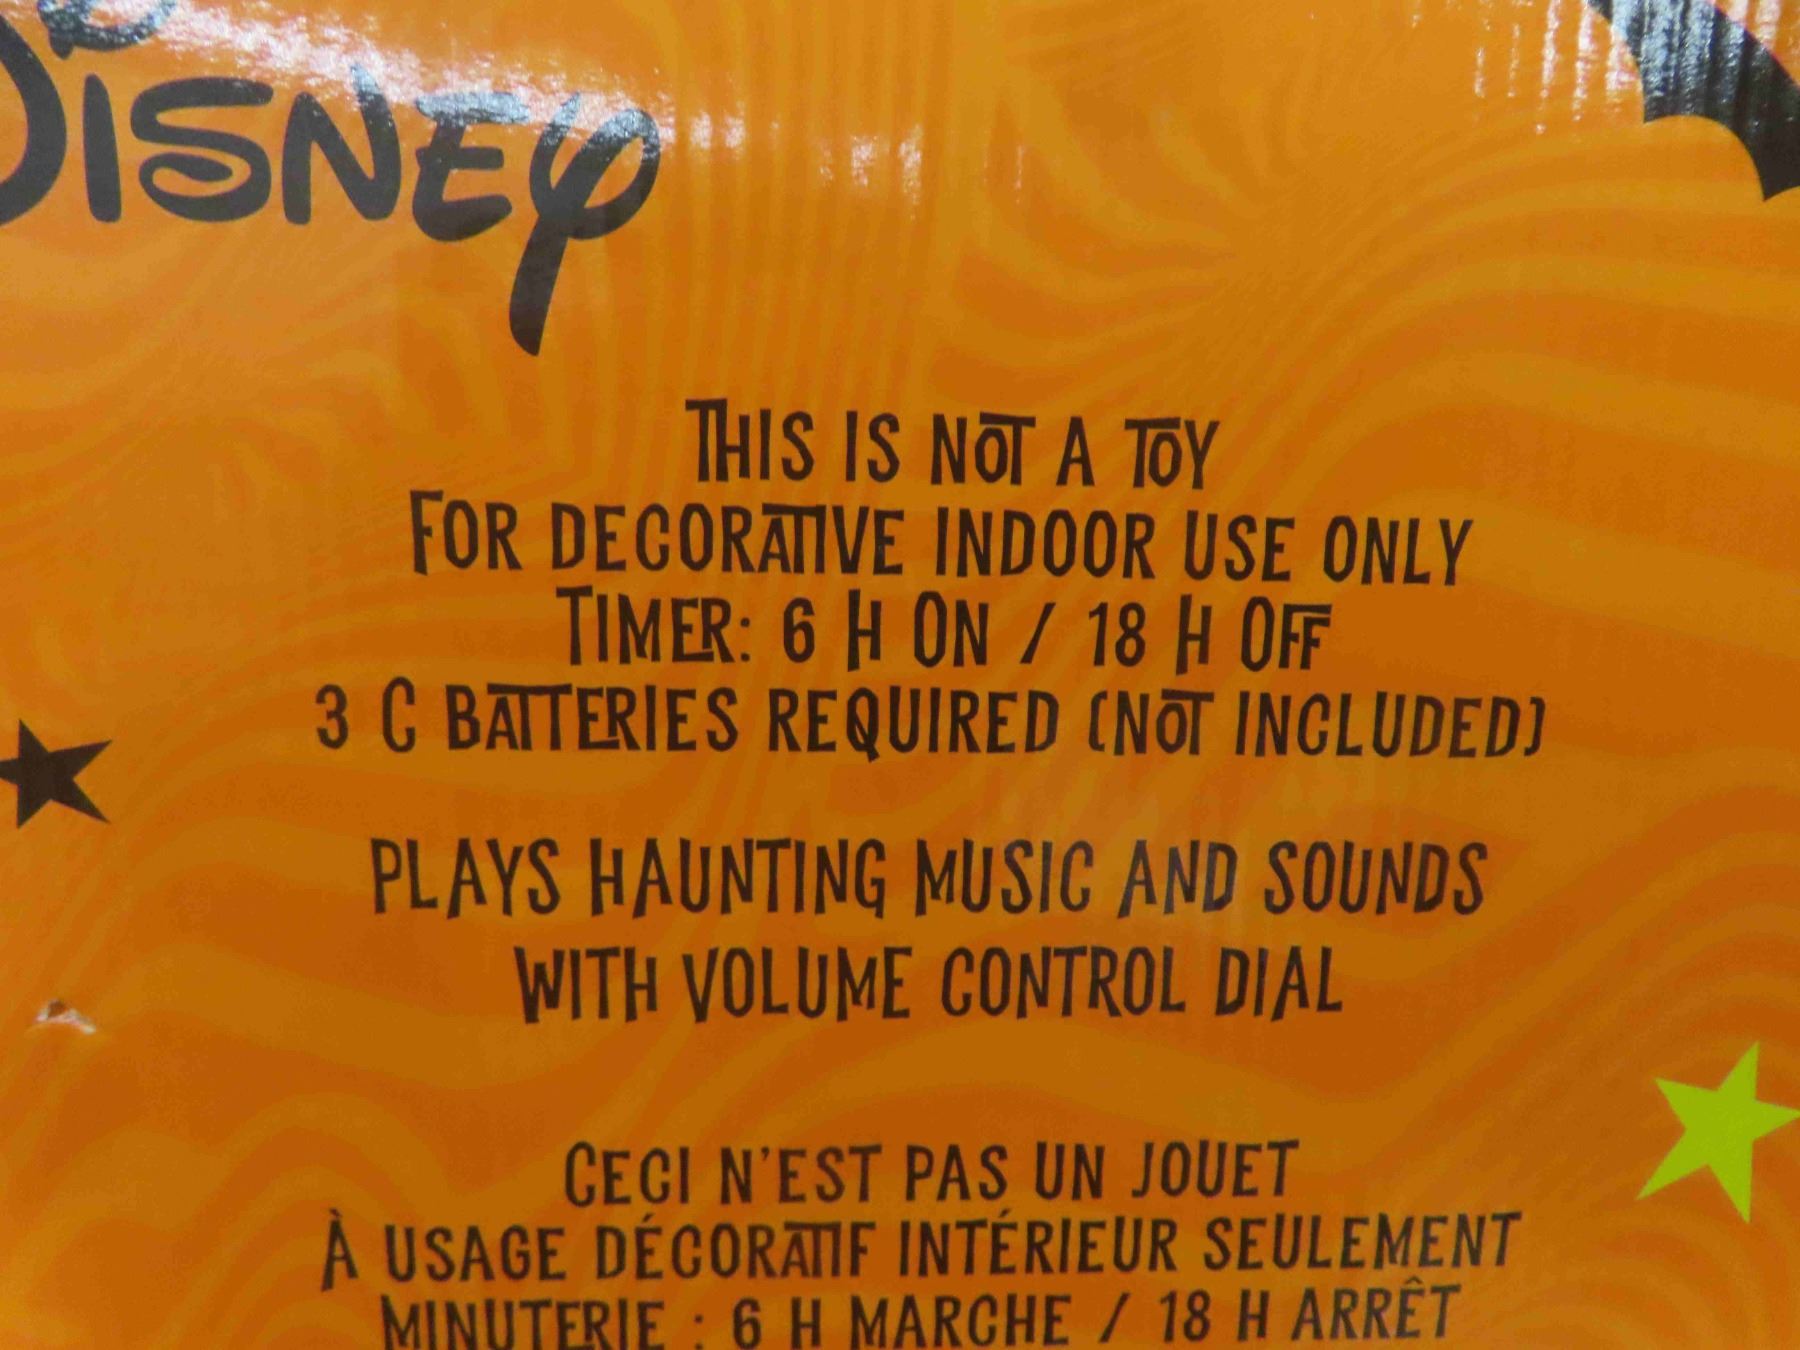 DISNEY
THIS IS NOT A TOY
FOR DECORATIVE INDOOR USE ONLY
TIMER: 6 H ON / 18 H OFF
3 C BATTERIES REQUIRED (NOT INCLUDED)
PLAYS HAUNTING MUSIC AND SOUNDS
WITH VOLUME CONTROL DIAL
CECI N'EST PAS UN JOUET
À USAGE DÉCORATIF INTÉRIEUR SEULEMENT
MINUTERIE : 6 H MARCHE / 18 H ARRÊT